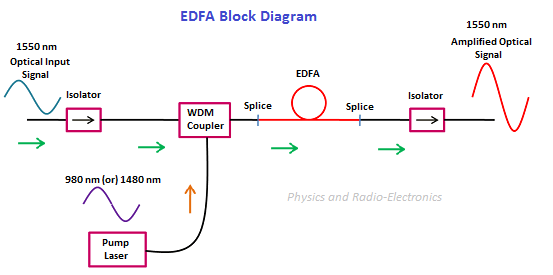 EDFA Block Diagram
1550 nm
Optical Input
Signal
Isolator
WDM
Coupler
Splice
EDFA
Splice
Isolator
1550 nm
Amplified Optical
Signal
980 nm (or) 1480 nm
Pump
Laser
Physics and Radio-Electronics